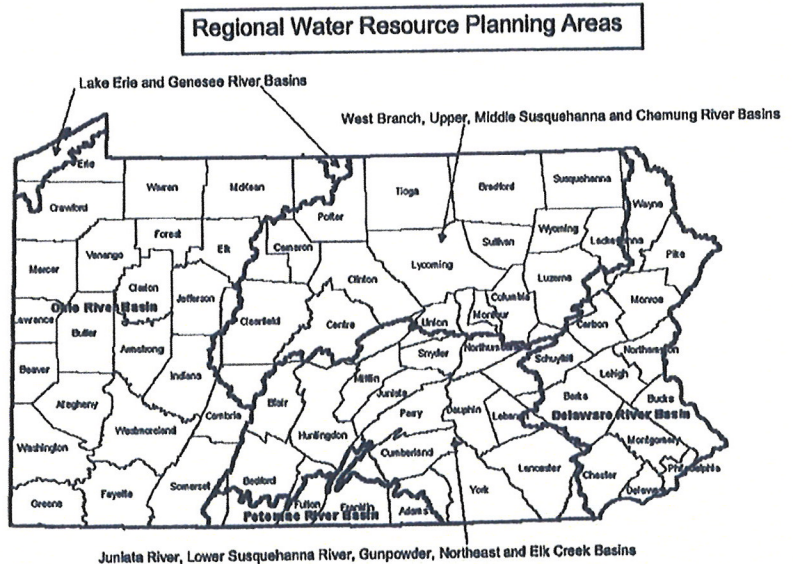 Regional Water Resource Planning Areas
Lake Erie and Genesee River Basins
West Branch, Upper, Middle Susquehanna and Chemung River Basins
Erie
Crawford
Warren
McKean
Potter
Tioga
Bradford
Susquehanna
Wayne
Mercer
Venango
Forest
Elk
Cameron
Clinton
Lycoming
Sullivan
Wyoming
Lackawanna
Pike
Clarion
Jefferson
Clearfield
Centre
Union
Montour
Columbia
Luzerne
Monroe
Ohio River Basin
Lawrence
Butler
Armstrong
Indiana
Snyder
Schuylkill
Carbon
Northampton
Beaver
Allegheny
Westmoreland
Cambria
Blair
Mifflin
Juniata
Perry
Dauphin
Lebanon
Berks
Lehigh
Bucks
Delaware River Basin
Washington
Huntingdon
Cumberland
Lancaster
Montgomery
Philadelphia
Greene
Fayette
Somerset
Bedford
Fulton
Franklin
Adams
York
Chester
Potomac River Basin
Juniata River, Lower Susquehanna River, Gunpowder, Northeast and Elk Creek Basins